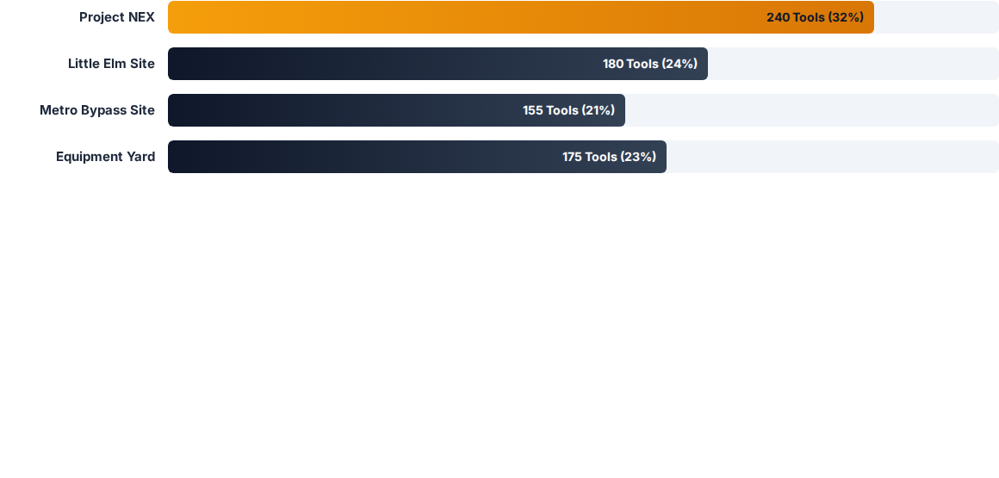 Project NEX 240 Tools (32%)
Little Elm Site 180 Tools (24%)
Metro Bypass Site 155 Tools (21%)
Equipment Yard 175 Tools (23%)